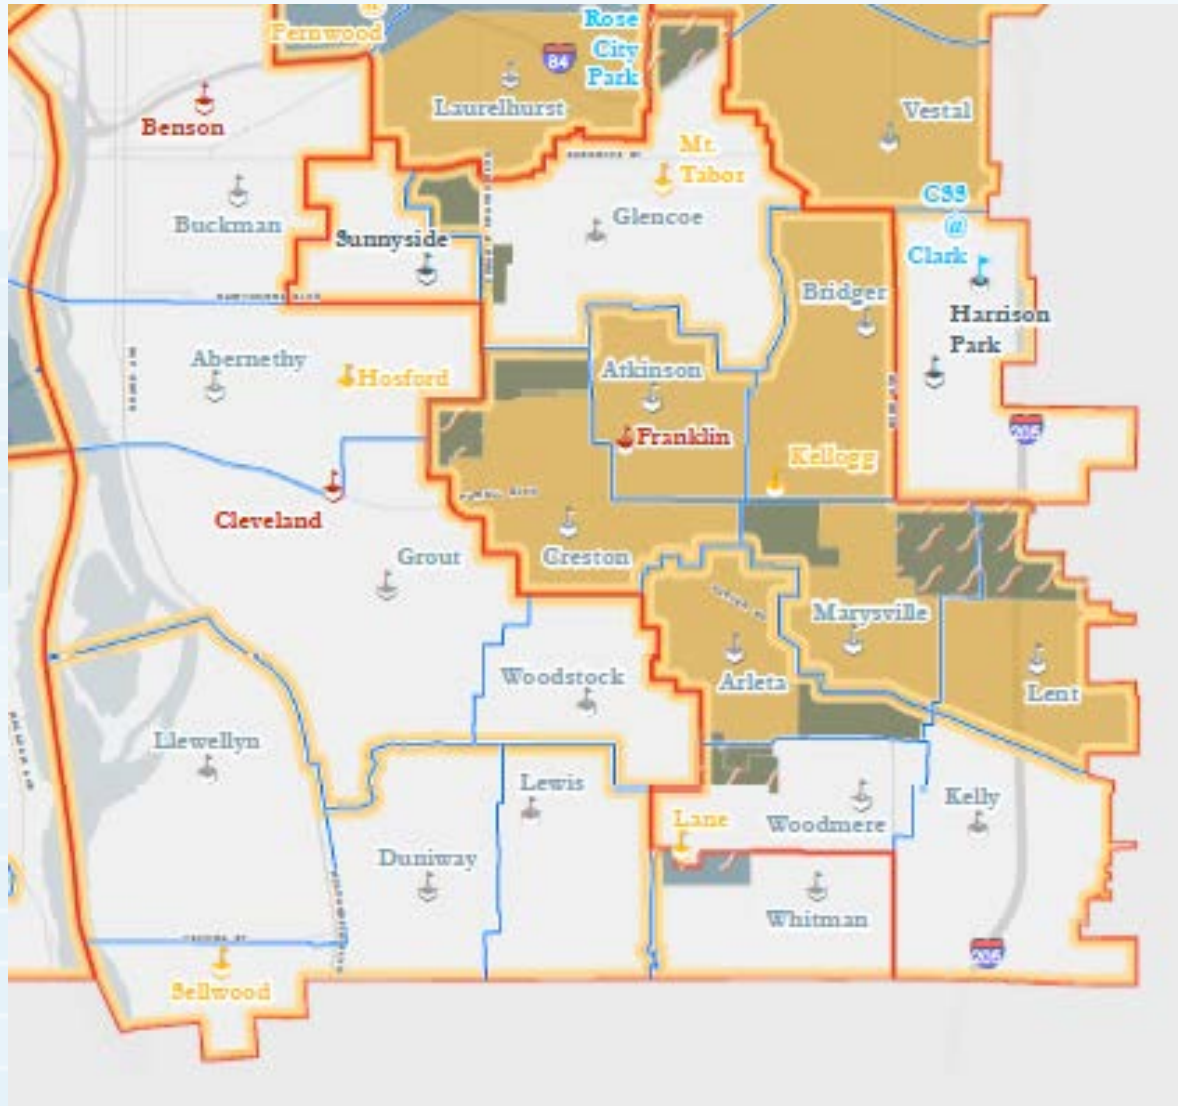 @
Fernwood
Rose
City
Park
84
Laurelhurst
Vestal
Benson
Mt.
Tabor
CSS
@
Clark
Buckman
Glencoe
Sunnyside
Bridger
Harrison
Park
Abernethy
Hosford
Atkinson
Franklin
205
Kellogg
Cleveland
Creston
Grout
Marysville
Woodstock
Arleta
Lent
Llewellyn
Lewis
Kelly
Lane
Woodmere
Duniway
Whitman
205
Sellwood